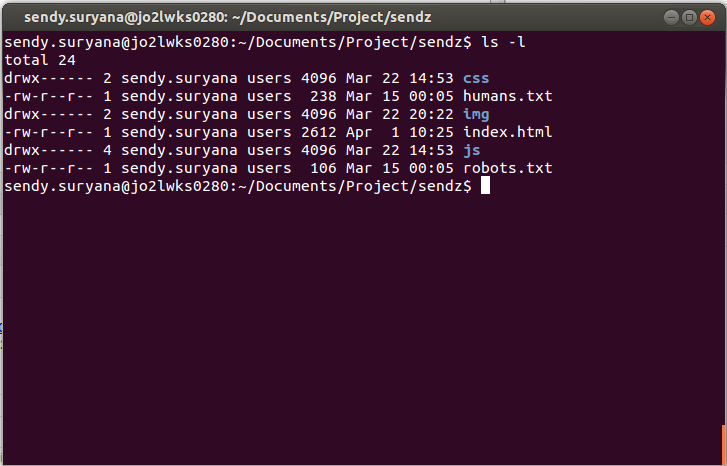 sendy.suryana@jo2lwks0280: ~/Documents/Project/sendz
sendy.suryana@jo2lwks0280:~/Documents/Project/sendz$ ls -l
total 24
drwx------ 2 sendy.suryana users 4096 Mar 22 14:53 css
-rw-r--r-- 1 sendy.suryana users  238 Mar 15 00:05 humans.txt
drwx------ 2 sendy.suryana users 4096 Mar 22 20:22 img
-rw-r--r-- 1 sendy.suryana users 2612 Apr  1 10:25 index.html
drwx------ 4 sendy.suryana users 4096 Mar 22 14:53 js
-rw-r--r-- 1 sendy.suryana users  106 Mar 15 00:05 robots.txt
sendy.suryana@jo2lwks0280:~/Documents/Project/sendz$